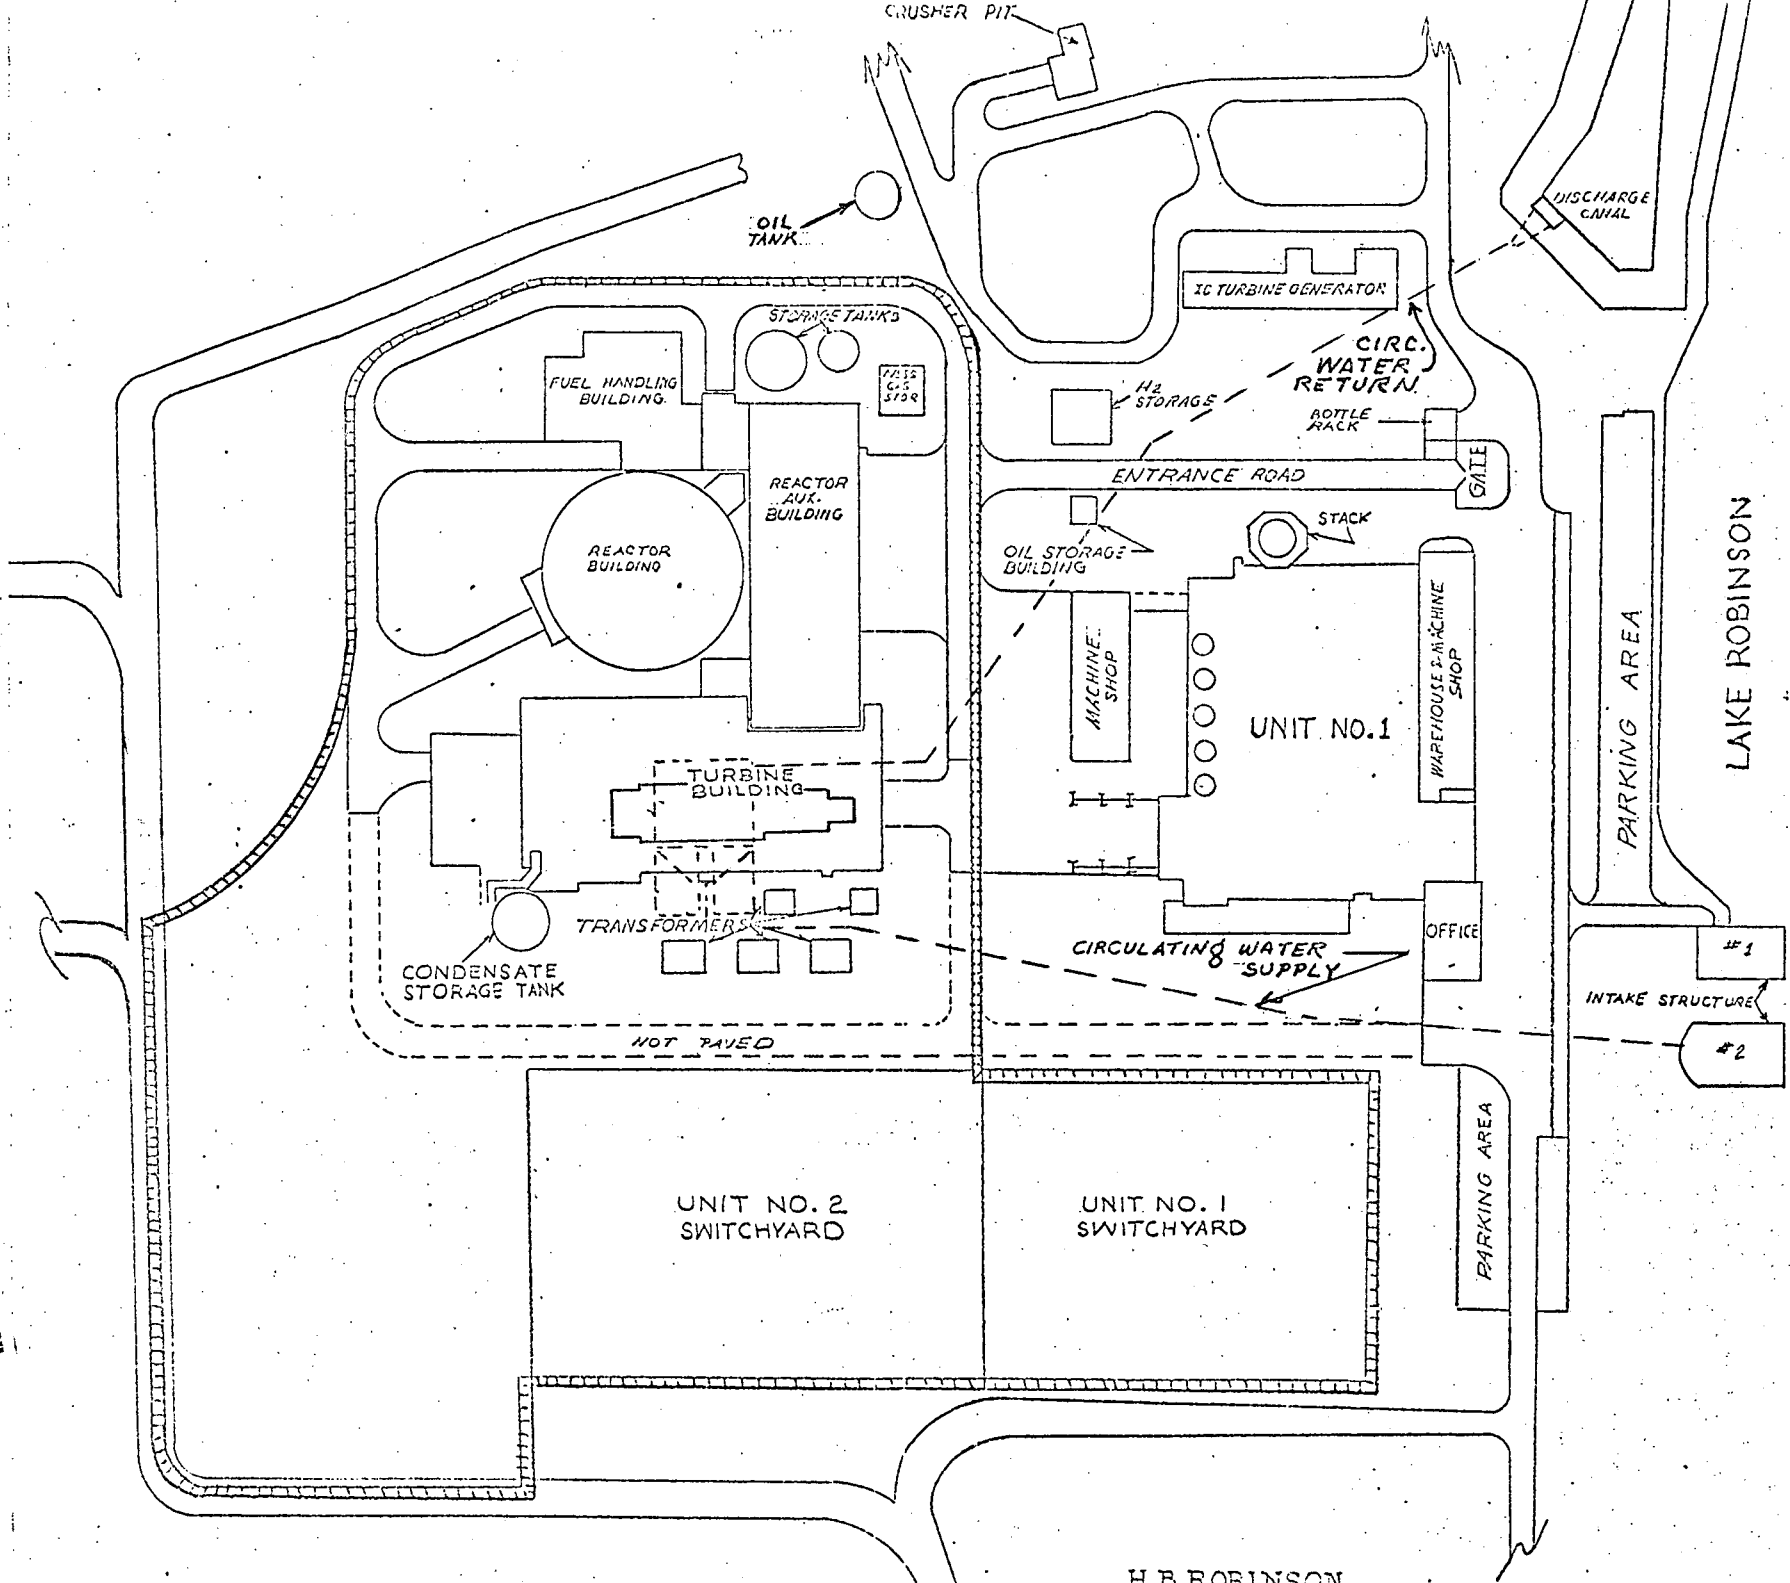 CRUSHER PIT
DISCHARGE
CANAL
OIL
TANK
IC TURBINE GENERATOR
STORAGE TANKS
CIRC.
WATER
RETURN
FUEL HANDLING
BUILDING
GAS
STOR
H2
STORAGE
BOTTLE
RACK
ENTRANCE ROAD
GATE
REACTOR
AUX.
BUILDING
STACK
REACTOR
BUILDING
OIL STORAGE
BUILDING
LAKE ROBINSON
MACHINE
SHOP
UNIT NO.1
WAREHOUSE & MACHINE
SHOP
PARKING AREA
TURBINE
BUILDING
TRANSFORMERS
CIRCULATING WATER
SUPPLY
OFFICE
#1
CONDENSATE
STORAGE TANK
INTAKE STRUCTURE
NOT PAVED
#2
PARKING AREA
UNIT NO. 2
SWITCHYARD
UNIT NO. 1
SWITCHYARD
H.B. ROBINSON